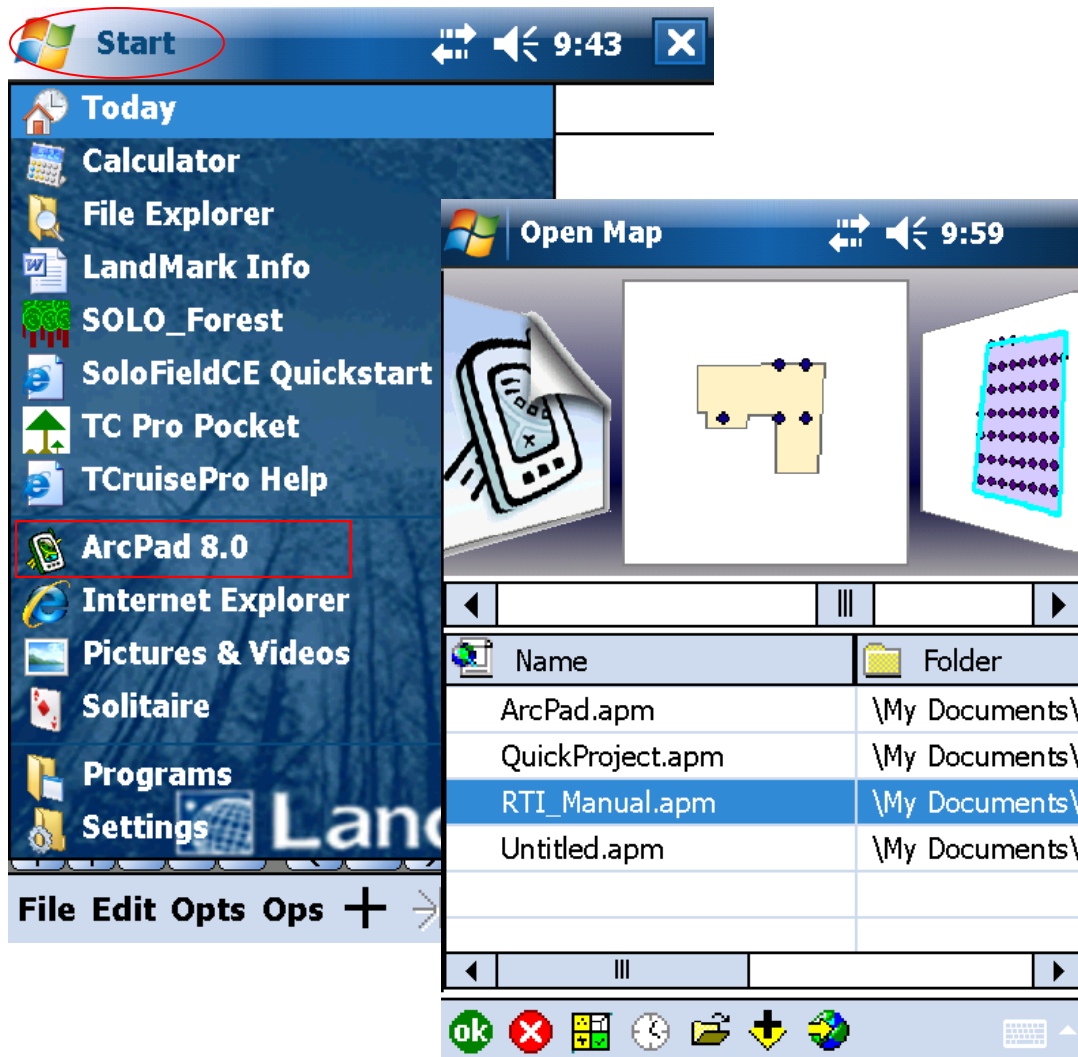 Start 9:43
Today
Calculator
File Explorer
LandMark Info
SOLO_Forest
SoloFieldCE Quickstart
TC Pro Pocket
TCruisePro Help
ArcPad 8.0
Internet Explorer
Pictures & Videos
Solitaire
Programs
Settings
Land
File Edit Opts Ops
Open Map 9:59
Name Folder
ArcPad.apm \My Documents\
QuickProject.apm \My Documents\
RTI_Manual.apm \My Documents\
Untitled.apm \My Documents\
ok